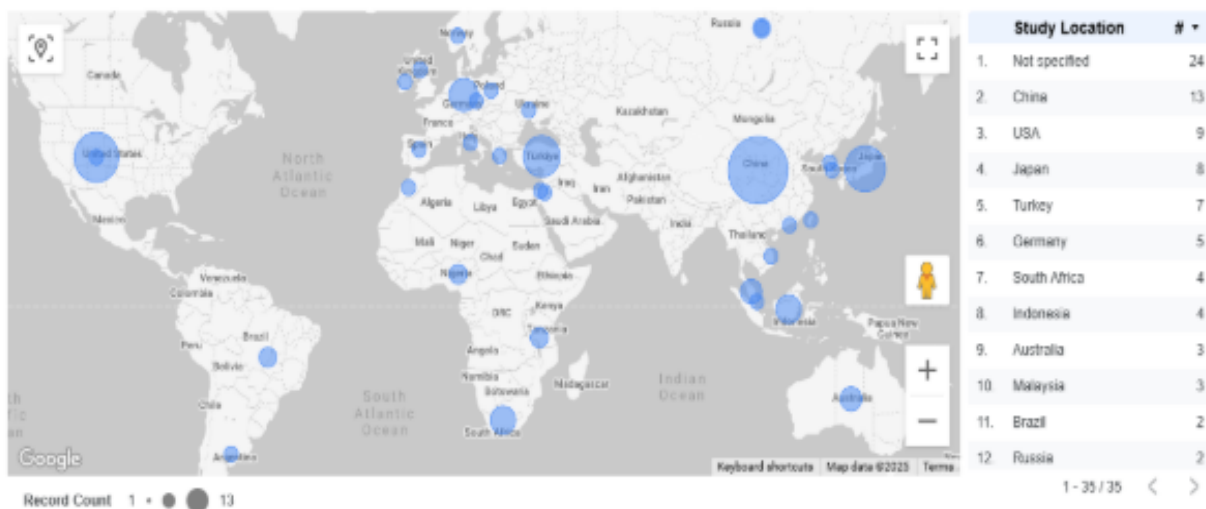 Russia
Norway
Canada
United Kingdom
Poland
Germany
Ukraine
Kazakhstan
Mongolia
France
Italy
Spain
United States
Türkiye
China
Japan
South Korea
North
Atlantic
Ocean
Afghanistan
Iraq
Iran
Pakistan
Algeria
Libya
Egypt
Saudi Arabia
India
Mexico
Mali
Niger
Chad
Sudan
Thailand
Venezuela
Nigeria
Ethiopia
Colombia
Kenya
DRC
Indonesia
Papua New
Guinea
Tanzania
Peru
Brazil
Angola
Bolivia
Namibia
Botswana
Madagascar
Indian
Ocean
Australia
Chile
South
Atlantic
Ocean
South Africa
Argentina
Google
Keyboard shortcuts Map data ©2025 Terms
Record Count 1 13
Study Location #
1. Not specified 24
2. China 13
3. USA 9
4. Japan 8
5. Turkey 7
6. Germany 5
7. South Africa 4
8. Indonesia 4
9. Australia 3
10. Malaysia 3
11. Brazil 2
12. Russia 2
1 - 35 / 35 < >